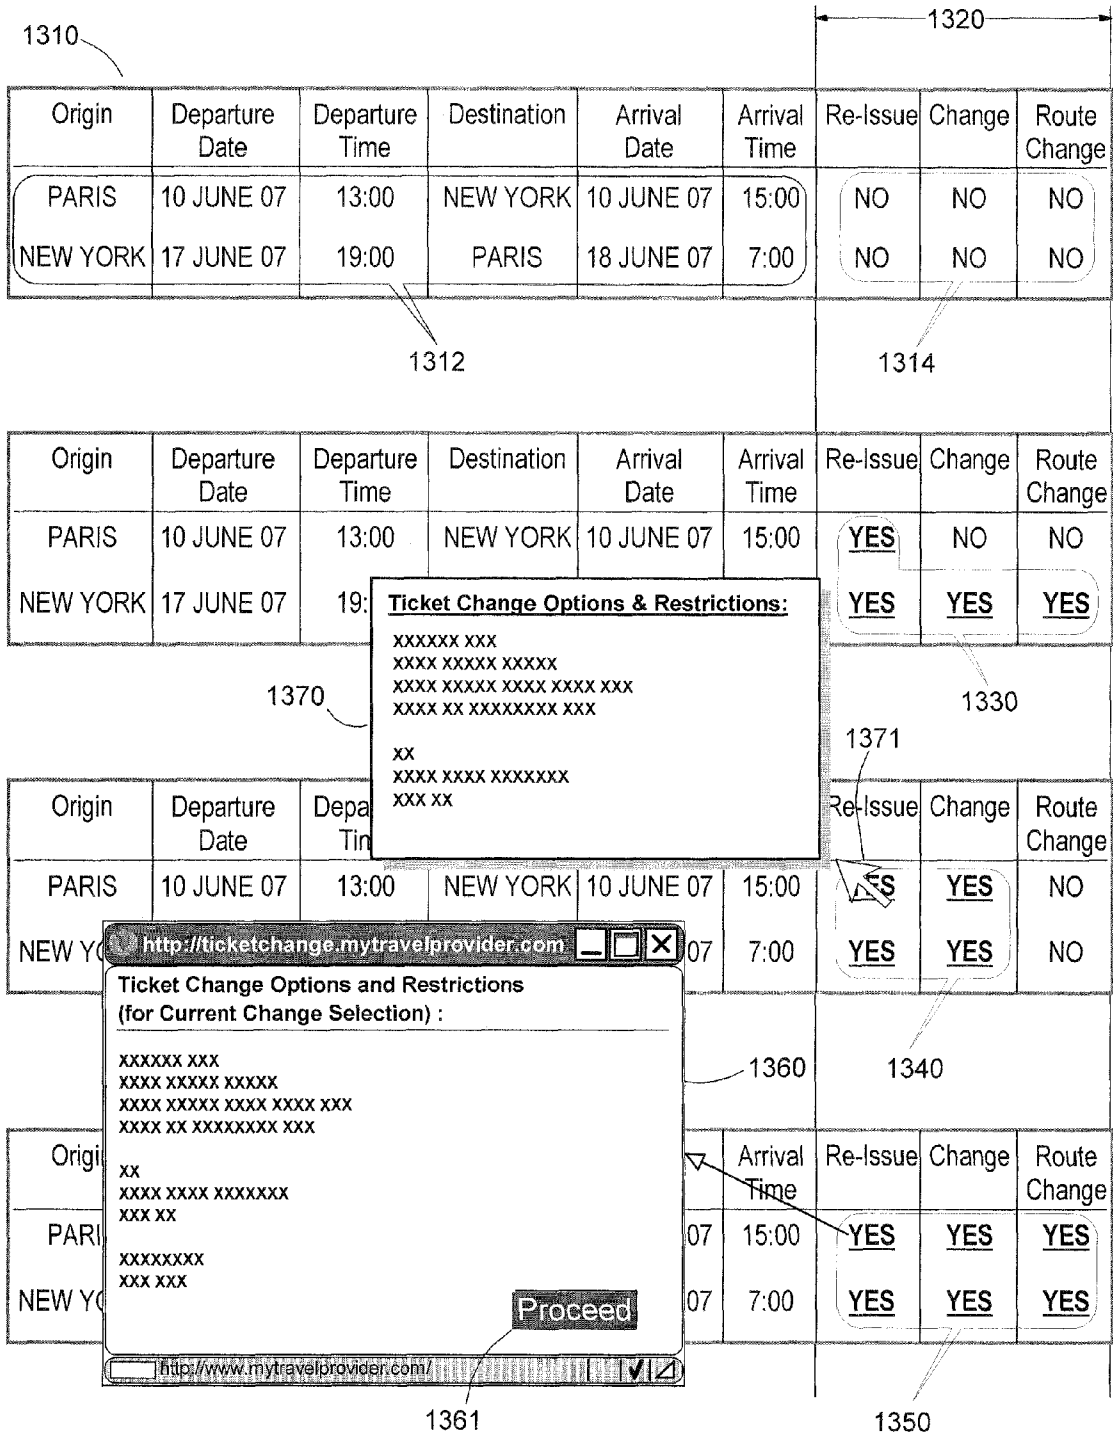 1320
1310
Origin Departure Date Departure Time Destination Arrival Date Arrival Time Re-Issue Change Route Change
PARIS 10 JUNE 07 13:00 NEW YORK 10 JUNE 07 15:00 NO NO NO
NEW YORK 17 JUNE 07 19:00 PARIS 18 JUNE 07 7:00 NO NO NO
1312
1314
Origin Departure Date Departure Time Destination Arrival Date Arrival Time Re-Issue Change Route Change
PARIS 10 JUNE 07 13:00 NEW YORK 10 JUNE 07 15:00 YES NO NO
NEW YORK 17 JUNE 07 19: YES YES YES
Ticket Change Options & Restrictions:
xxxxxx xxx
xxxx xxxxx xxxxx
xxxx xxxxx xxxx xxxx xxx
xxxx xx xxxxxxxx xxx
xx
xxxx xxxx xxxxxxx
xxx xx
1370
1330
1371
Origin Departure Date Depa Tin Re-Issue Change Route Change
PARIS 10 JUNE 07 13:00 NEW YORK 10 JUNE 07 15:00 YES YES NO
NEW YO 07 7:00 YES YES NO
http://ticketchange.mytravelprovider.com
Ticket Change Options and Restrictions
(for Current Change Selection) :
xxxxxx xxx
xxxx xxxxx xxxxx
xxxx xxxxx xxxx xxxx xxx
xxxx xx xxxxxxxx xxx
xx
xxxx xxxx xxxxxxx
xxx xx
xxxxxxxx
xxx xxx
Proceed
http://www.mytravelprovider.com/
1360
1340
Origi Arrival Time Re-Issue Change Route Change
PARI 07 15:00 YES YES YES
NEW YO 07 7:00 YES YES YES
1361
1350